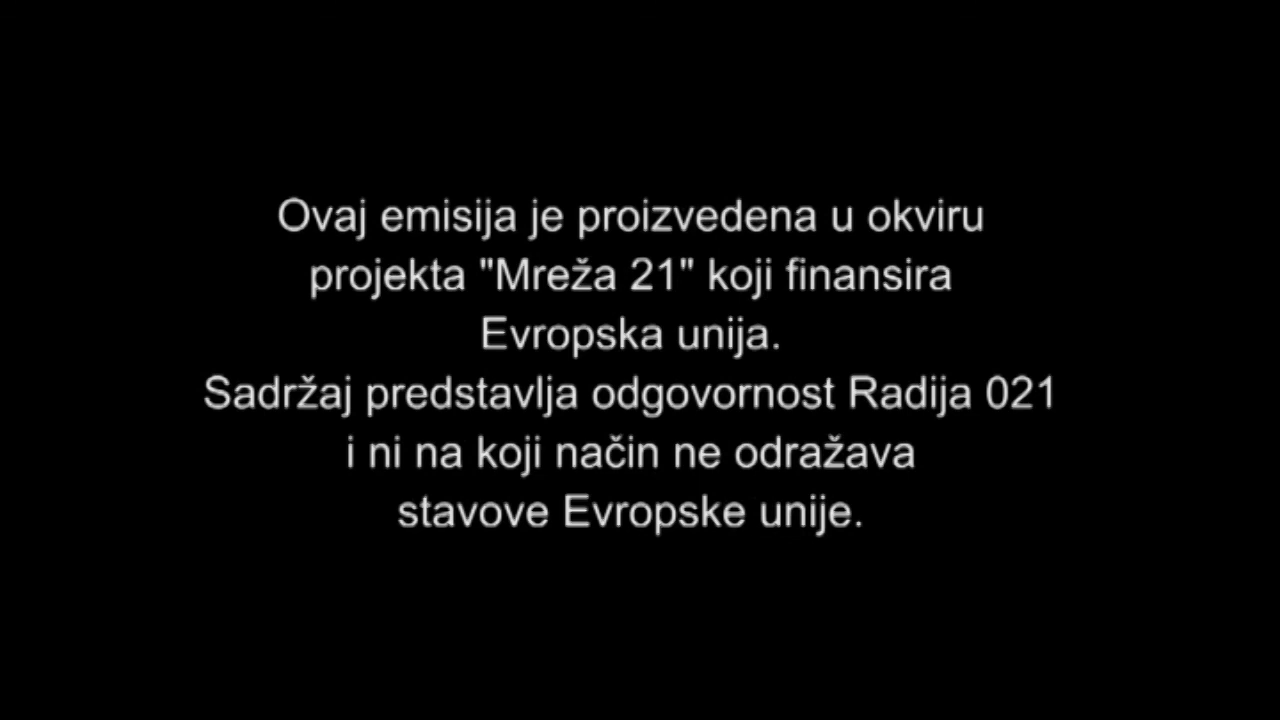 Ovaj emisija je proizvedena u okviru
projekta "Mreža 21" koji finansira
Evropska unija.
Sadržaj predstavlja odgovornost Radija 021
i ni na koji način ne odražava
stavove Evropske unije.